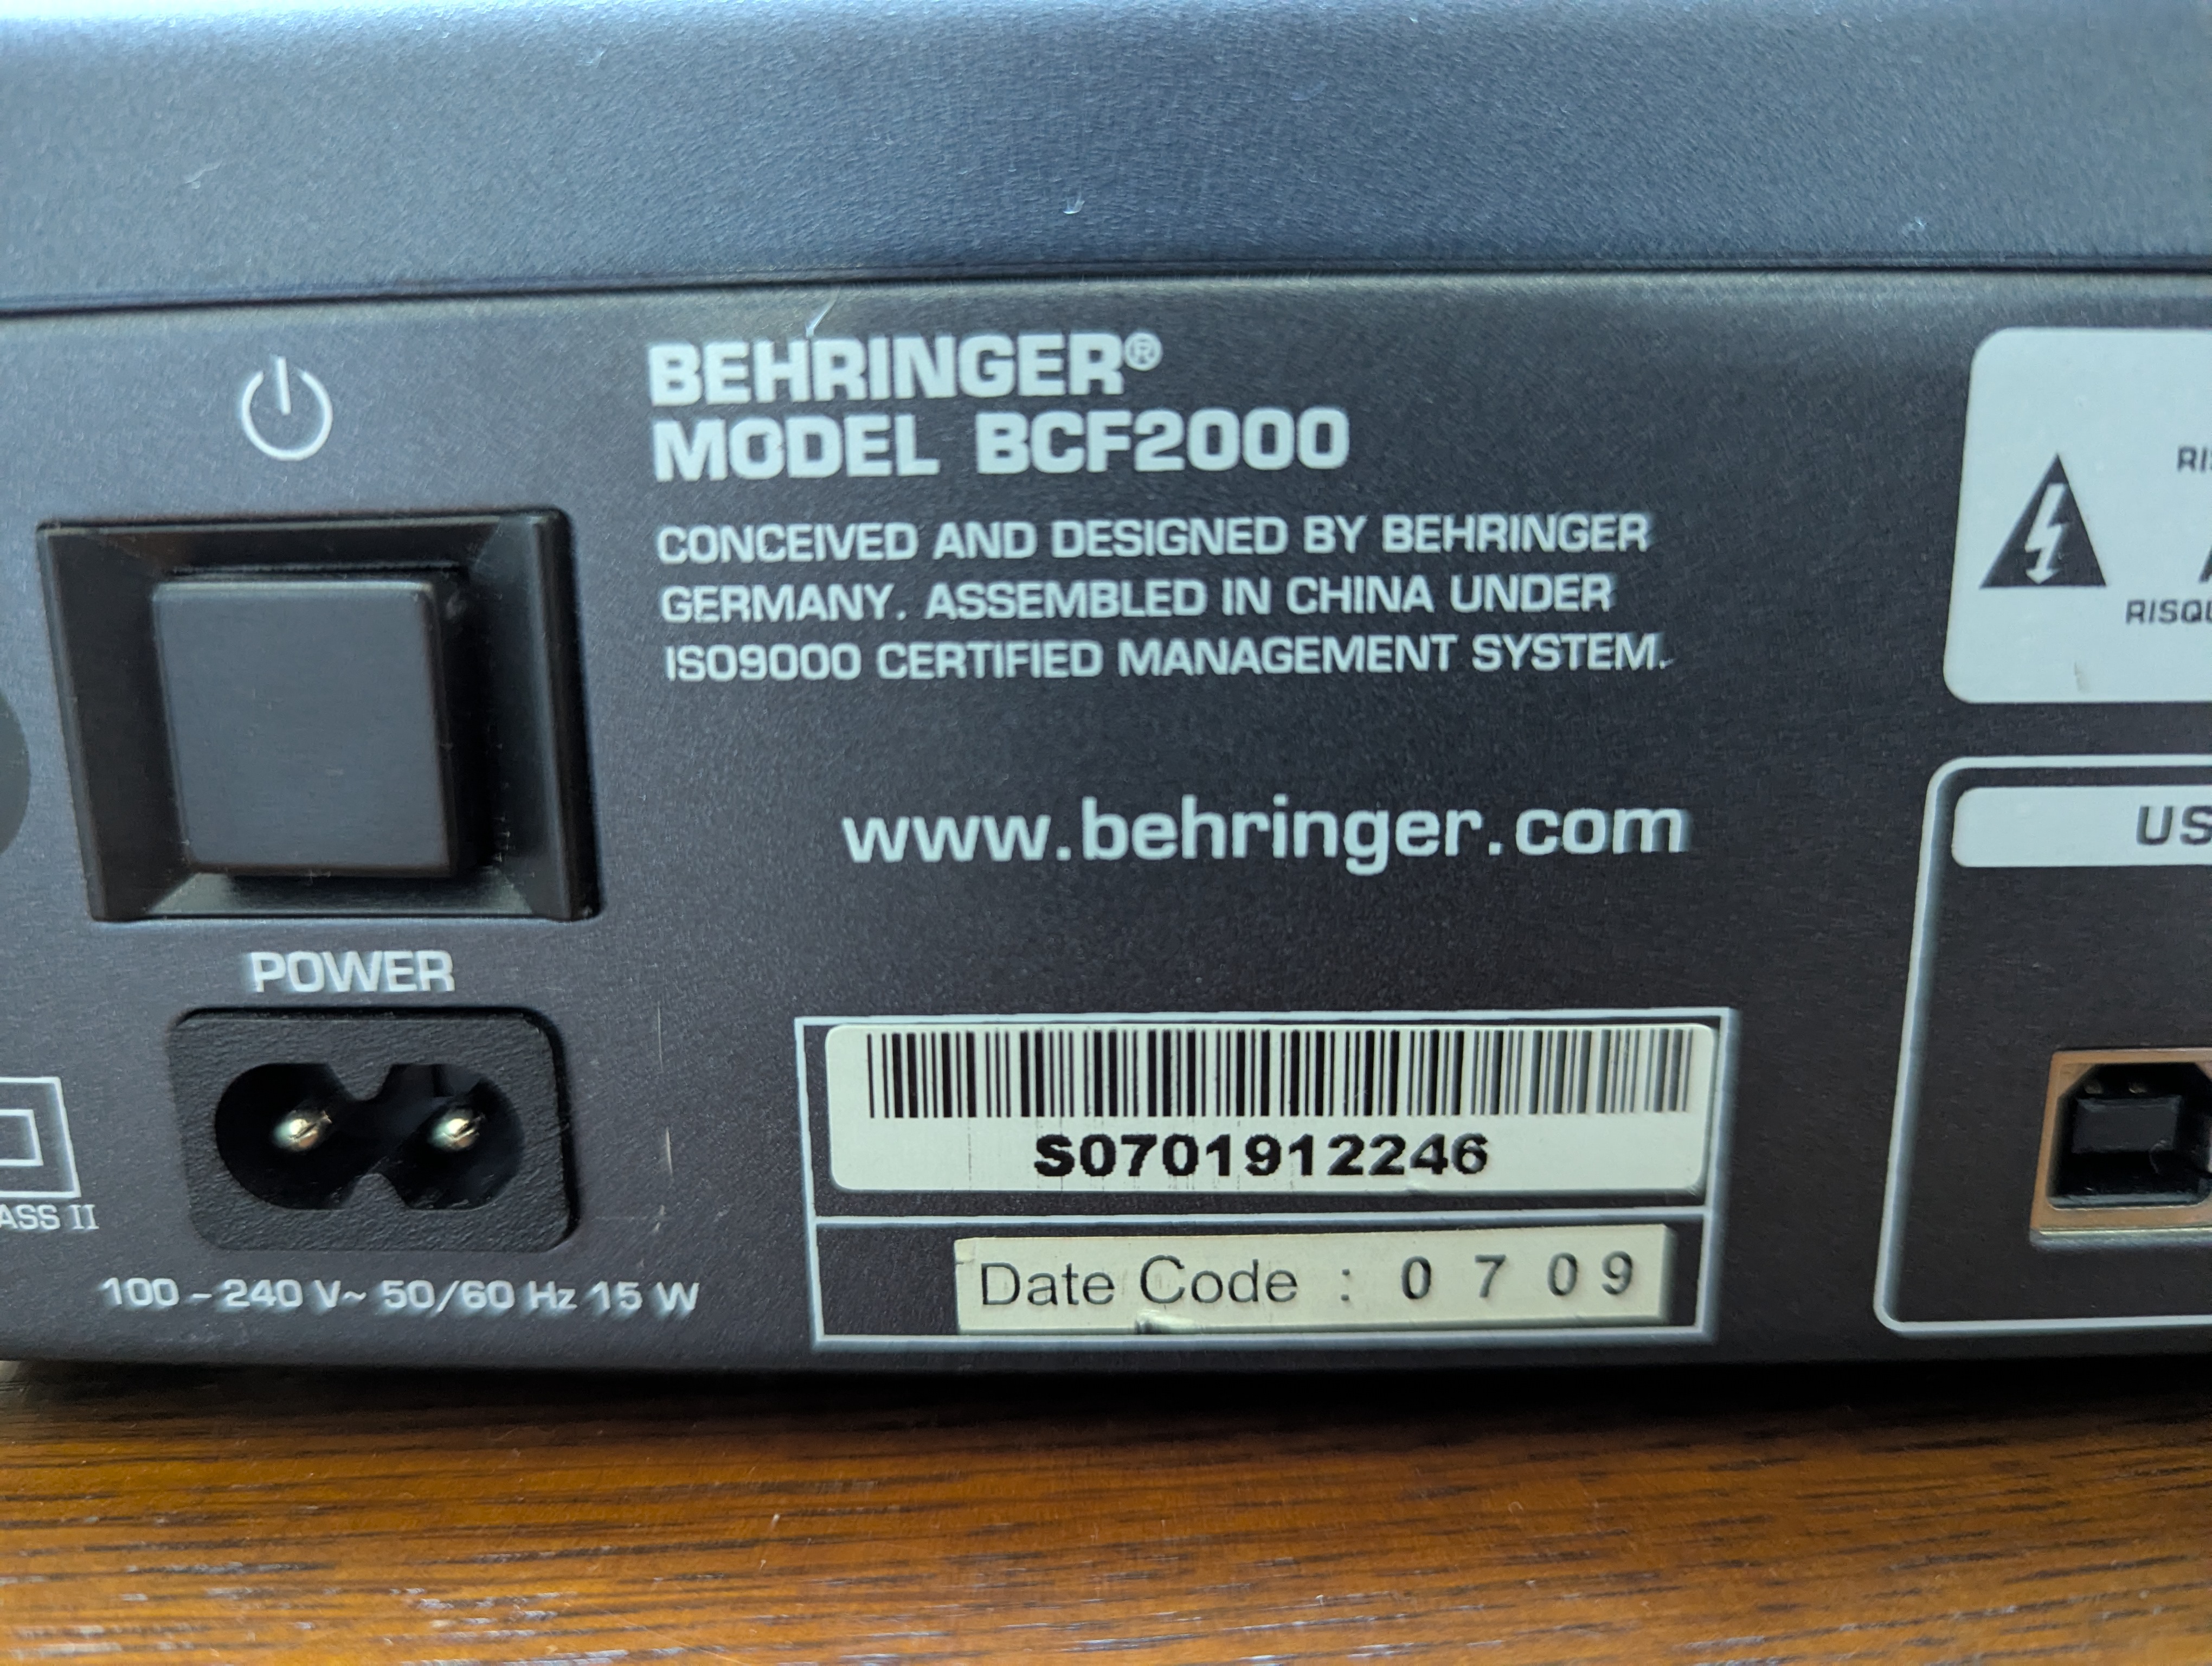 BEHRINGER®
MODEL BCF2000
CONCEIVED AND DESIGNED BY BEHRINGER
GERMANY. ASSEMBLED IN CHINA UNDER
ISO9000 CERTIFIED MANAGEMENT SYSTEM.
www.behringer.com
POWER
100 – 240 V~ 50/60 Hz 15 W
S0701912246
Date Code : 0 7 0 9
II